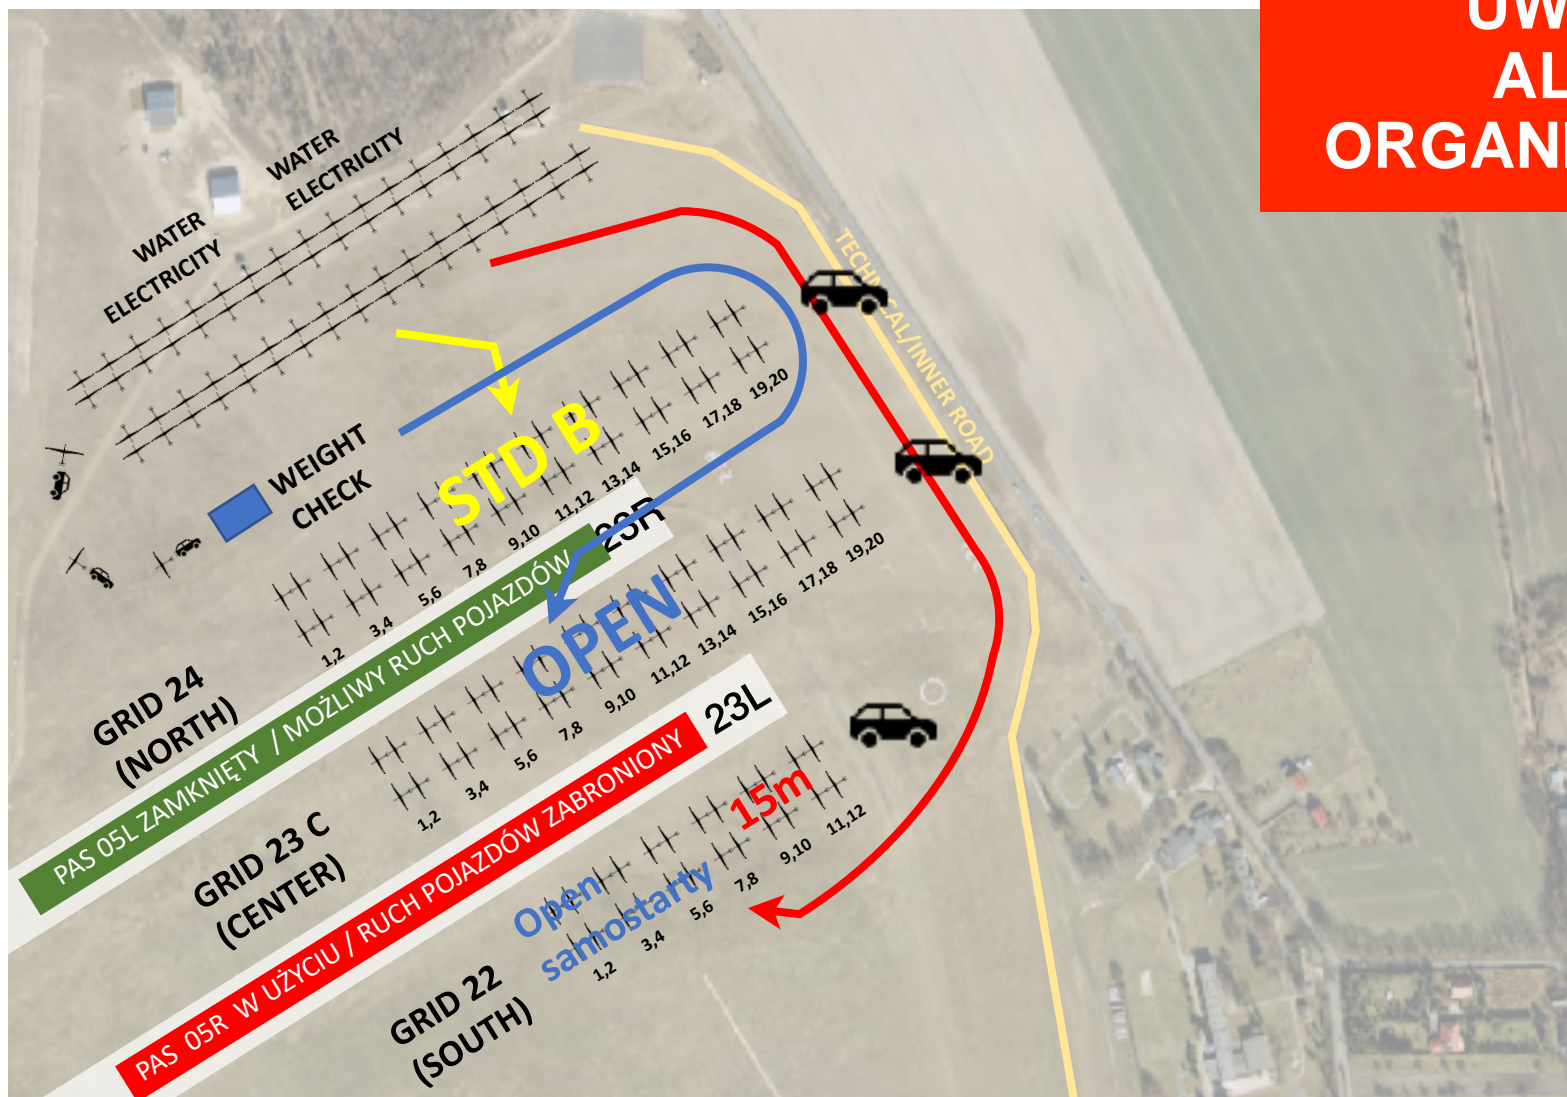 WATER
ELECTRICITY
WATER
ELECTRICITY
TECHNICAL/INNER ROAD
WEIGHT
CHECK
STD B
1,2
3,4
5,6
7,8
9,10
11,12
13,14
15,16
17,18
19,20
GRID 24
(NORTH)
23R
PAS 05L ZAMKNIĘTY / MOŻLIWY RUCH POJAZDÓW
OPEN
1,2
3,4
5,6
7,8
9,10
11,12
13,14
15,16
17,18
19,20
GRID 23 C
(CENTER)
23L
PAS 05R W UŻYCIU / RUCH POJAZDÓW ZABRONIONY
15m
Open
samostarty
1,2
3,4
5,6
7,8
9,10
11,12
GRID 22
(SOUTH)